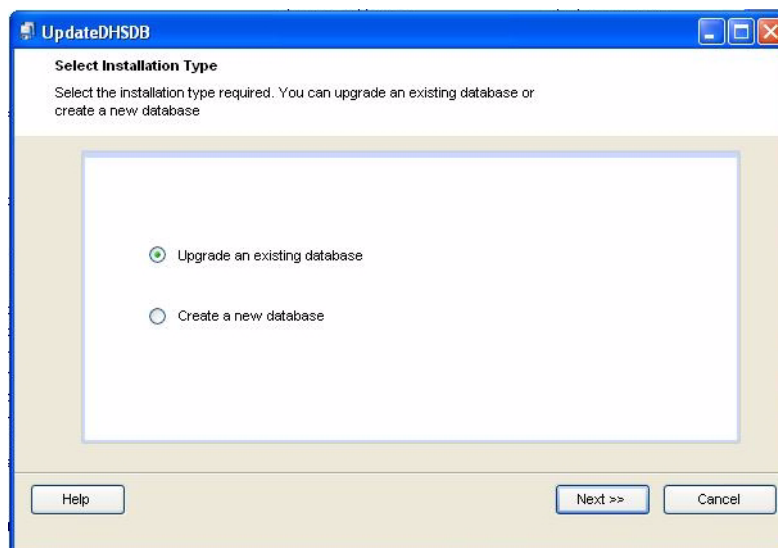 UpdateDHSDB
Select Installation Type
Select the installation type required. You can upgrade an existing database or
create a new database
Upgrade an existing database
Create a new database
Help
Next >>
Cancel